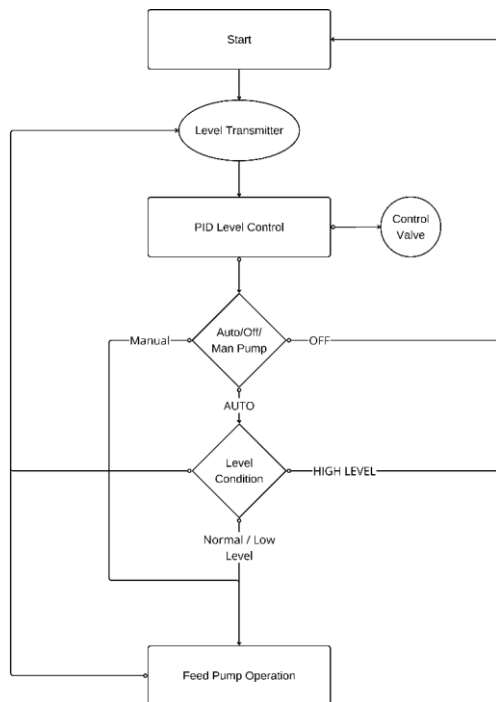 Start
Level Transmitter
PID Level Control
Control
Valve
Auto/Off/
Man Pump
Manual
OFF
AUTO
Level
Condition
HIGH LEVEL
Normal / Low
Level
Feed Pump Operation